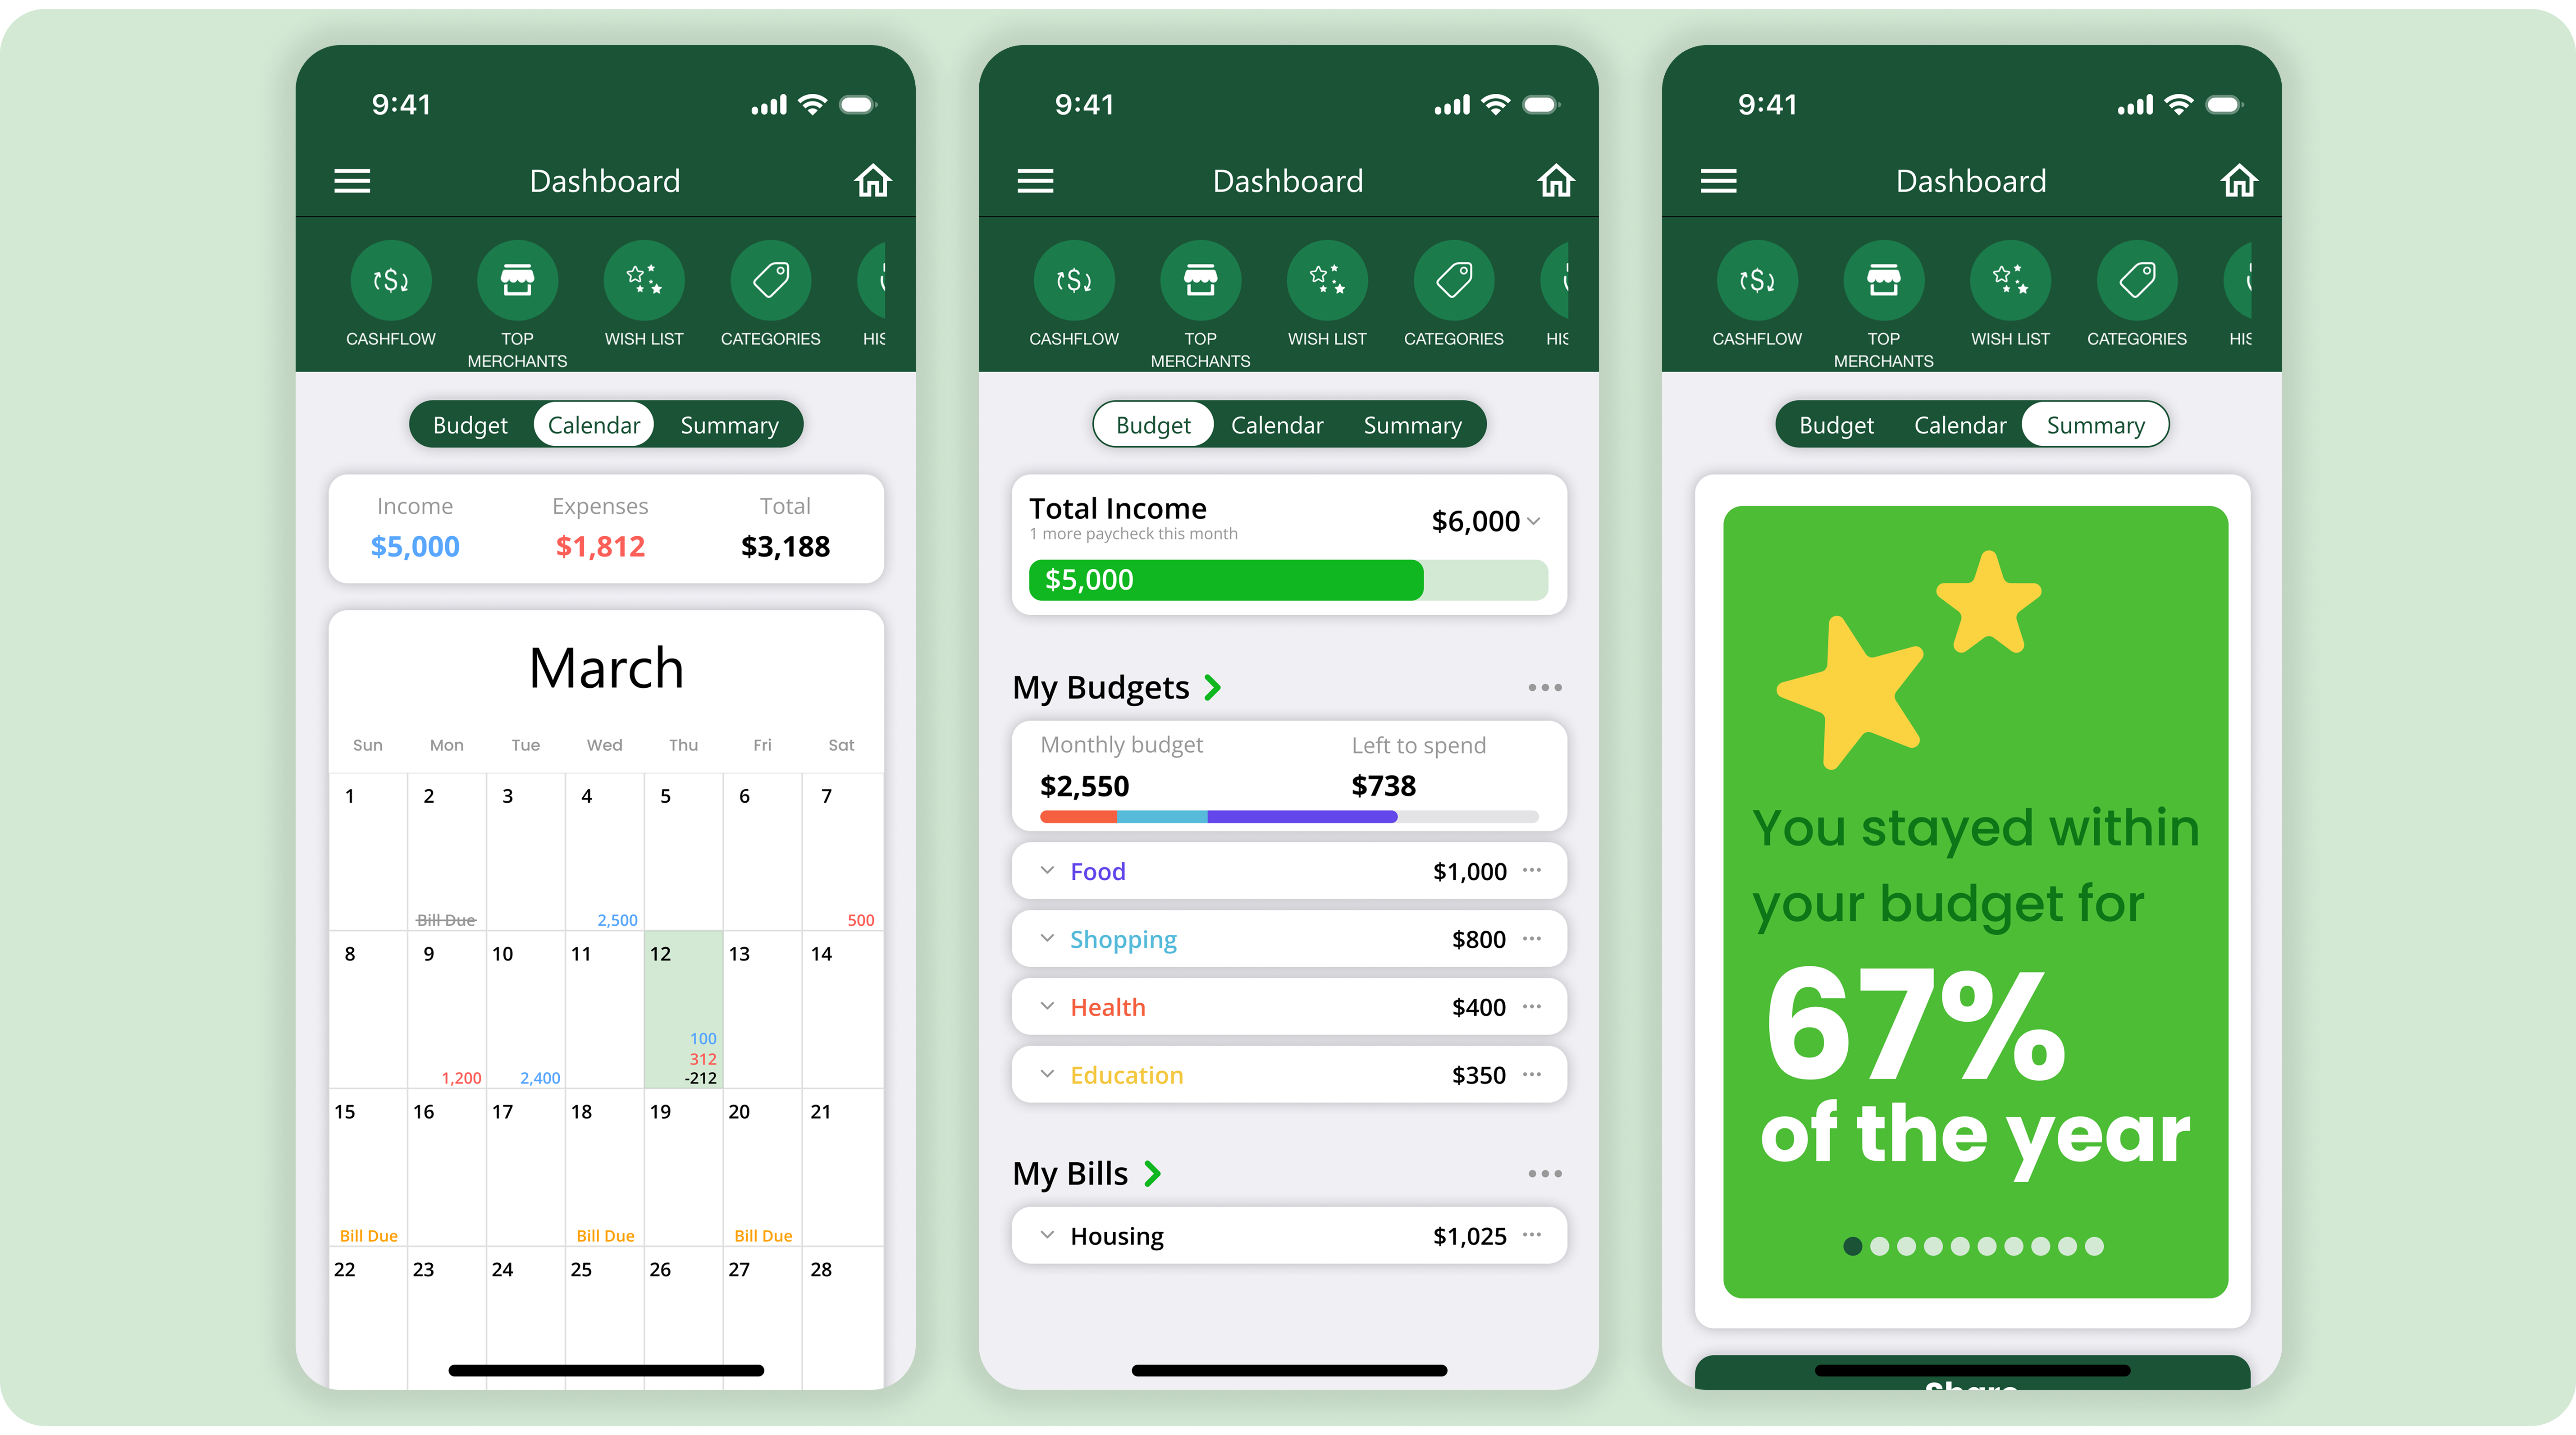 9:41
Dashboard
CASHFLOW
TOP
MERCHANTS
WISH LIST
CATEGORIES
HIS
Budget Calendar Summary
Income Expenses Total
$5,000 $1,812 $3,188
March
Sun Mon Tue Wed Thu Fri Sat
1 2 3 4 5 6 7
Bill Due 2,500 500
8 9 10 11 12 13 14
100
312
1,200 2,400 -212
15 16 17 18 19 20 21
Bill Due Bill Due Bill Due
22 23 24 25 26 27 28
9:41
Dashboard
CASHFLOW
TOP
MERCHANTS
WISH LIST
CATEGORIES
HIS
Budget Calendar Summary
Total Income
1 more paycheck this month
$6,000
$5,000
My Budgets
Monthly budget Left to spend
$2,550 $738
Food $1,000
Shopping $800
Health $400
Education $350
My Bills
Housing $1,025
9:41
Dashboard
CASHFLOW
TOP
MERCHANTS
WISH LIST
CATEGORIES
HIS
Budget Calendar Summary
You stayed within
your budget for
67%
of the year
Share